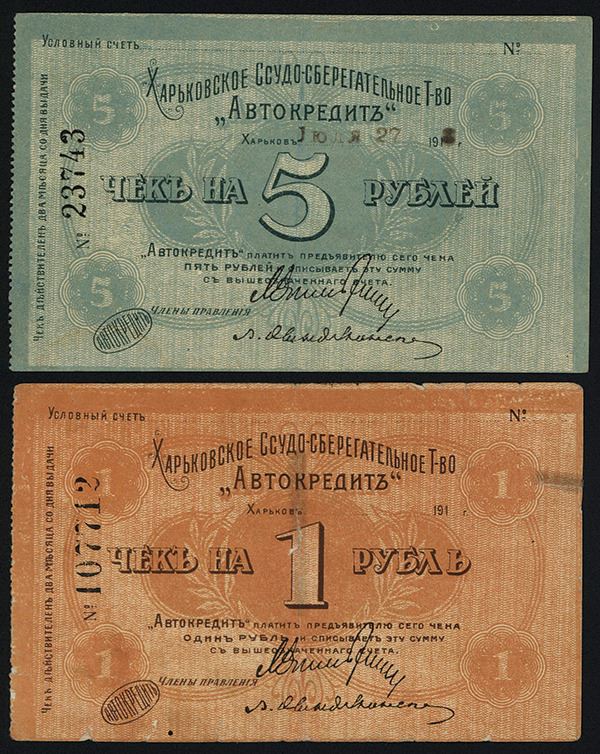 Условный счетъ № 
Харьковское Ссудо-сберегательное Т-во
„Автокредитъ“
Харьковъ Іюля 27 191 г.
Чекъ на 5 рублей
„Автокредитъ“ платитъ предъявителю сего чека
пять рублей и списываетъ эту сумму
съ вышеозначеннаго счета.
Члены правленія
Автокредитъ
Чекъ дѣйствителенъ два мѣсяца со дня выдачи
№ 23743
5
5
5
5
Условный счетъ №
Харьковское Ссудо-сберегательное Т-во
„Автокредитъ“
Харьковъ 191 г.
Чекъ на 1 рубль
„Автокредитъ“ платитъ предъявителю сего чека
одинъ рубль и списываетъ эту сумму
съ вышеозначеннаго счета.
Члены правленія
Автокредитъ
Чекъ дѣйствителенъ два мѣсяца со дня выдачи
№ 107712
1
1
1
1